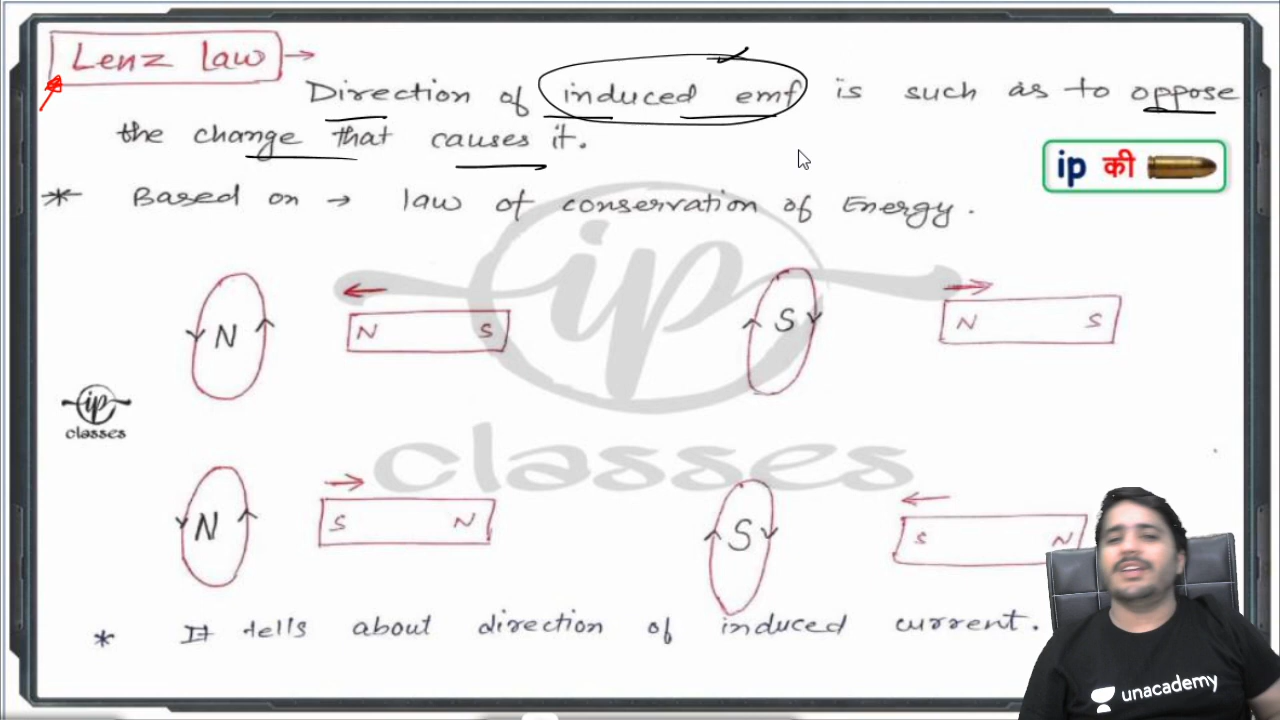 Lenz law →
Direction of induced emf is such as to oppose
the change that causes it.
ip की
* Based on → law of conservation of Energy.
N
N S
S
N S
ip
classes
ip
classes
N
S N
S
S N
* It tells about direction of induced current.
unacademy